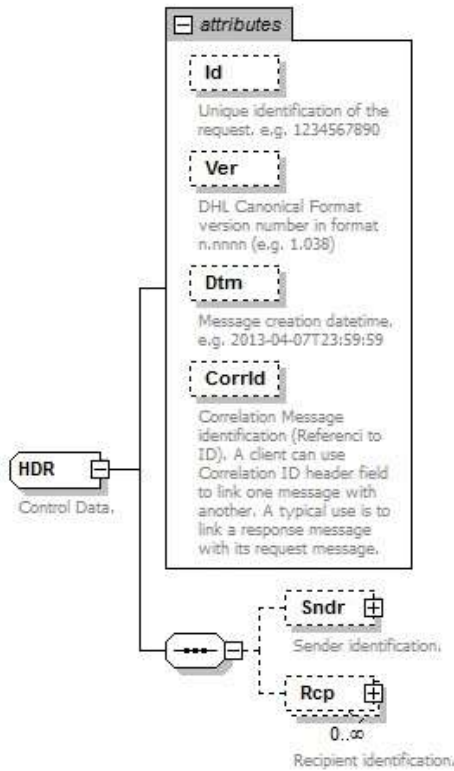 attributes
Id
Unique identification of the
request. e.g. 1234567890
Ver
DHL Canonical Format
version number in format
n.nnnn (e.g. 1.038)
Dtm
Message creation datetime.
e.g. 2013-04-07T23:59:59
CorrId
Correlation Message
identification (Referenci to
ID). A client can use
Correlation ID header field
to link one message with
another. A typical use is to
link a response message
with its request message.
HDR
Control Data.
Sndr
Sender identification.
Rcp
0..∞
Recipient identification.